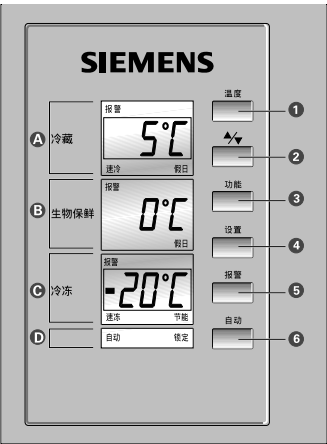 SIEMENS
温度
1
报警
A 冷藏
5°C
2
速冷 假日
功能
3
报警
B 生物保鲜
0°C
设置
4
假日
报警
C 冷冻
-20°C
报警
5
速冻 节能
自动
D
自动 锁定
6